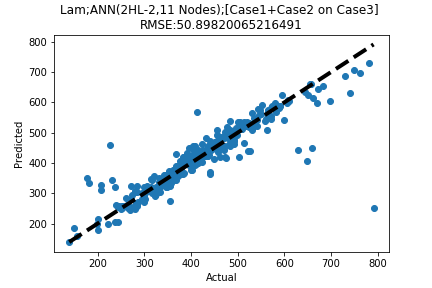 Lam;ANN(2HL-2,11 Nodes);[Case1+Case2 on Case3]
RMSE:50.89820065216491
800
700
600
500
400
300
200
Predicted
200 300 400 500 600 700 800
Actual